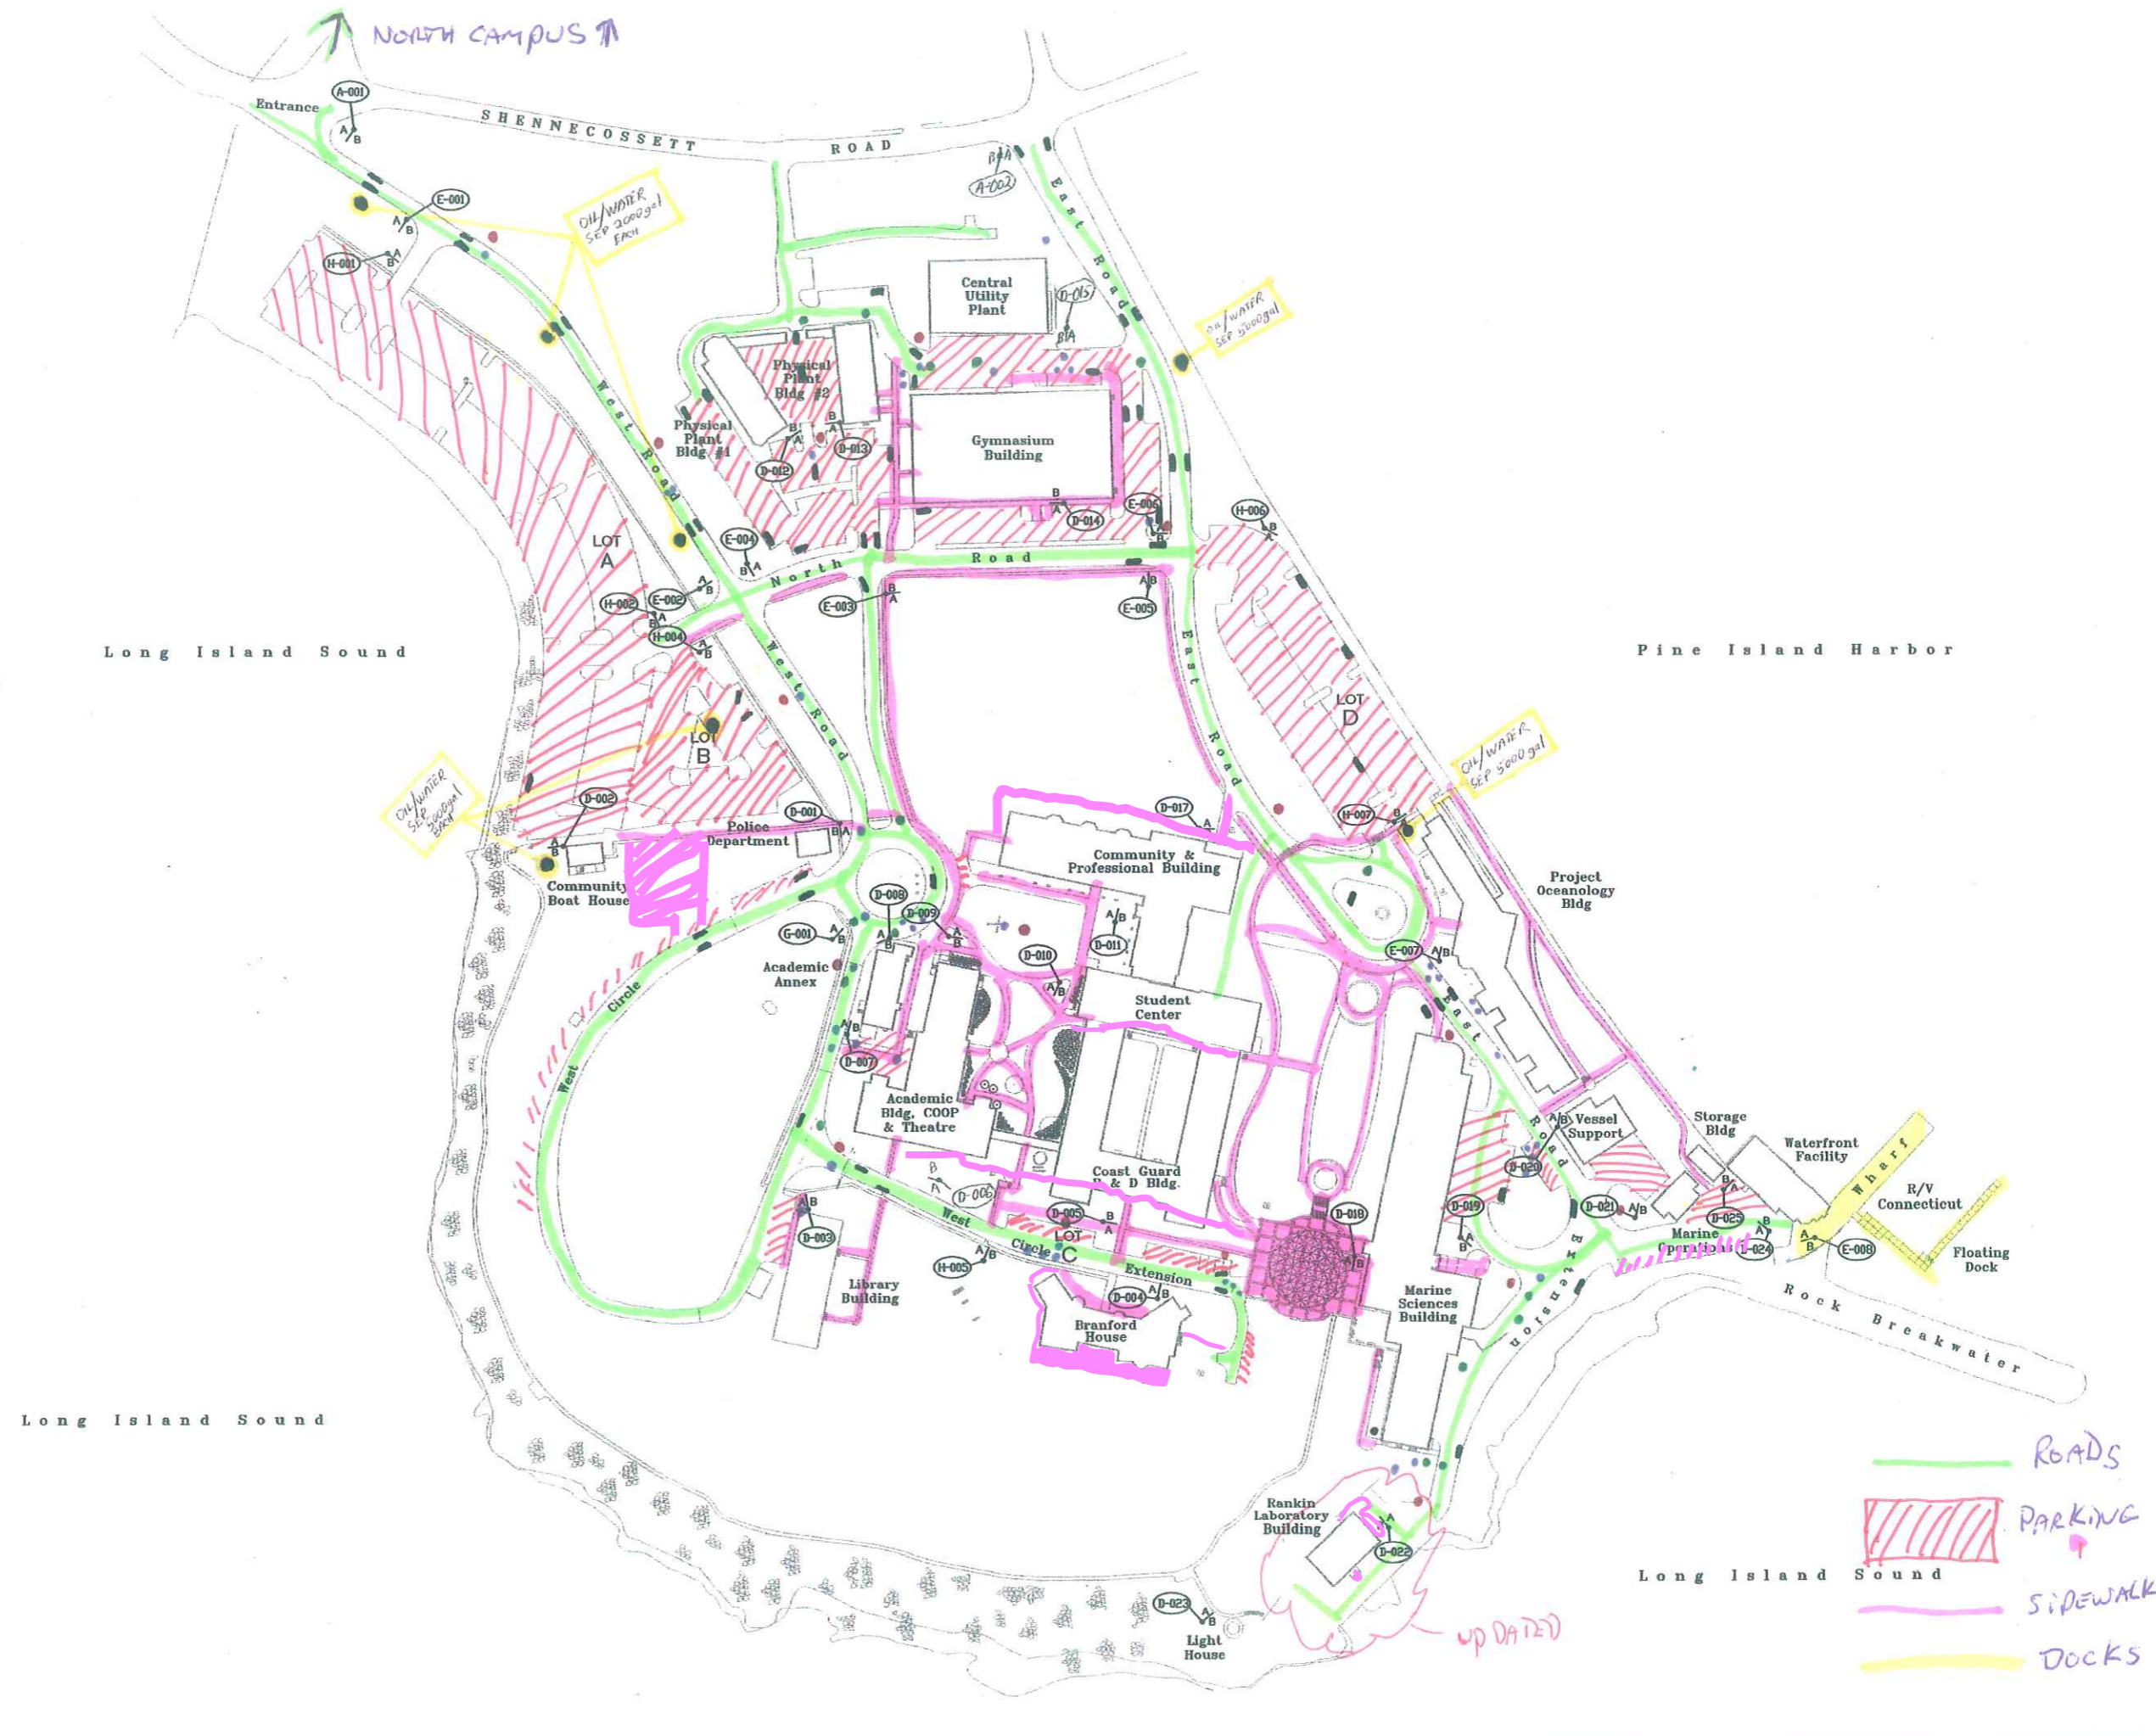 NORTH CAMPUS
Entrance
A-001
SHENNECOSSETT ROAD
A/B
B/A
A-002
E-001
A/B
OIL/WATER
SEP 2000gal
EACH
H-001
A
B
East Road
Central
Utility
Plant
D-015
B/A
OIL/WATER
SEP 5000gal
Physical
Plant
Bldg #2
West Road
Physical
Plant
Bldg #1
B
A
D-013
B
A
D-012
Gymnasium
Building
B
A
D-014
E-006
A
B
H-006
B
A
LOT
A
E-004
B A
North Road
H-002
E-002
A
B
A
B
E-003
B
A
A B
E-005
H-004
A
B
Long Island Sound
Pine Island Harbor
West Road
East Road
LOT
D
LOT
B
OIL/WATER
SEP 5000gal
OIL/WATER
SEP
5000gal
EACH
D-002
A
B
D-001
B A
Police
Department
D-017
A
H-007
B
A
Community &
Professional Building
Community
Boat House
Project
Oceanology
Bldg
D-008
A
B
D-009
A
B
G-001
A/B
D-011
A/B
D-010
A/B
E-007
A/B
Academic
Annex
West Circle
A/B
D-007
Student
Center
East Road Extension
Academic
Bldg, COOP
& Theatre
A/B
Vessel
Support
D-020
Storage
Bldg
Waterfront
Facility
Wharf
R/V
Connecticut
Coast Guard
R & D Bldg.
B
A
D-006
A B
D-003
D-005
B
A
LOT
C
West Circle Extension
D-018
A/B
D-019
A
B
D-021
A/B
B
A
D-025
Marine
Operations
B
A
D-024
A
B
E-008
Floating
Dock
H-005
A/B
Library
Building
D-004
A/B
Branford
House
Marine
Sciences
Building
Rock Breakwater
Long Island Sound
ROADS
Rankin
Laboratory
Building
A
D-022
PARKING
Long Island Sound
SIDEWALK
D-023
A/B
Light
House
UPDATED
DOCKS